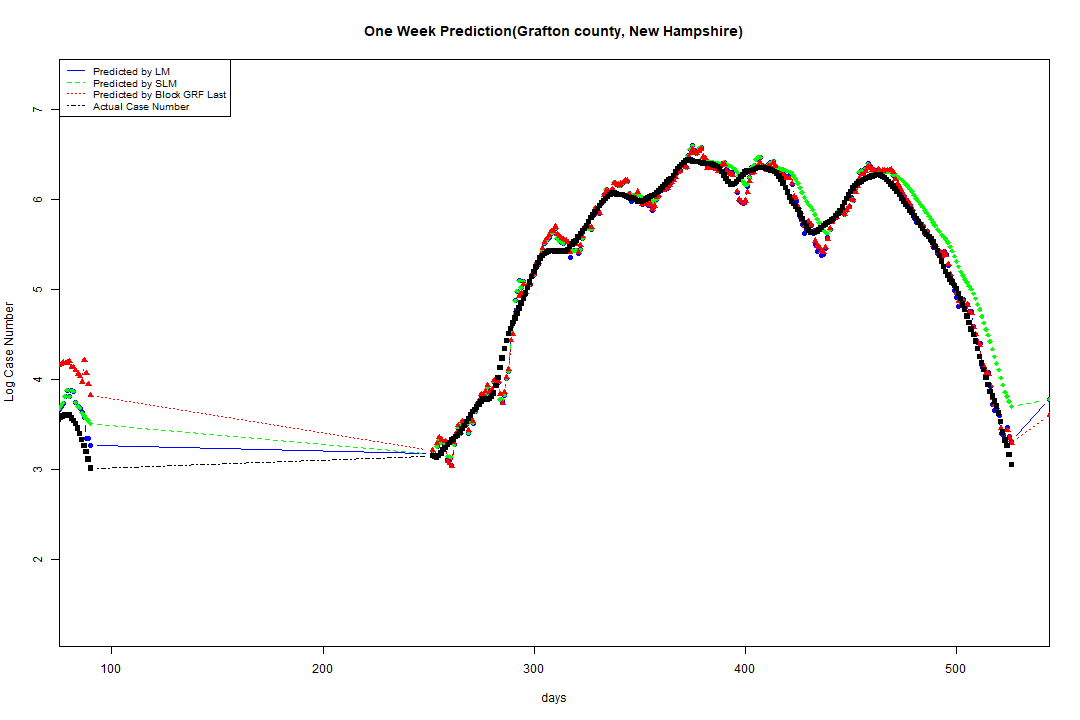 One Week Prediction(Grafton county, New Hampshire)
Predicted by LM
Predicted by SLM
Predicted by Block GRF Last
Actual Case Number
7
6
5
4
3
2
Log Case Number
100 200 300 400 500
days